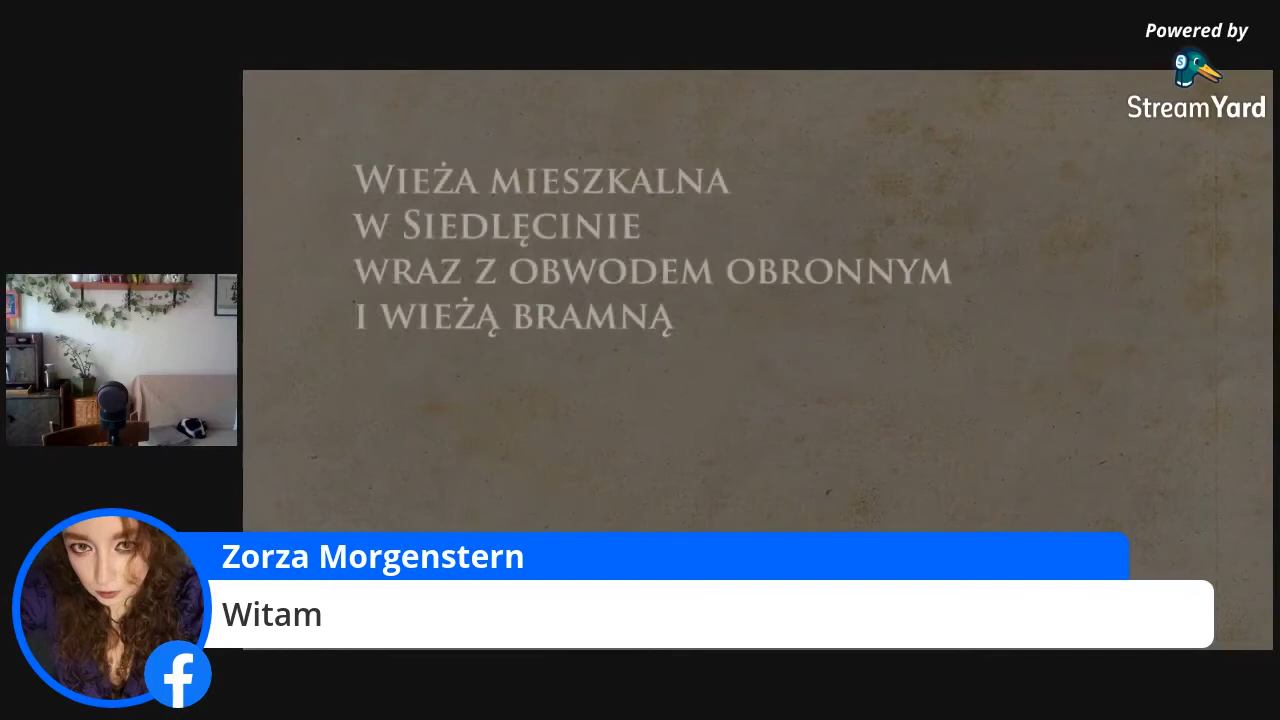 Powered by
StreamYard
Wieża mieszkalna
w Siedlęcinie
wraz z obwodem obronnym
i wieżą bramną
Zorza Morgenstern
Witam